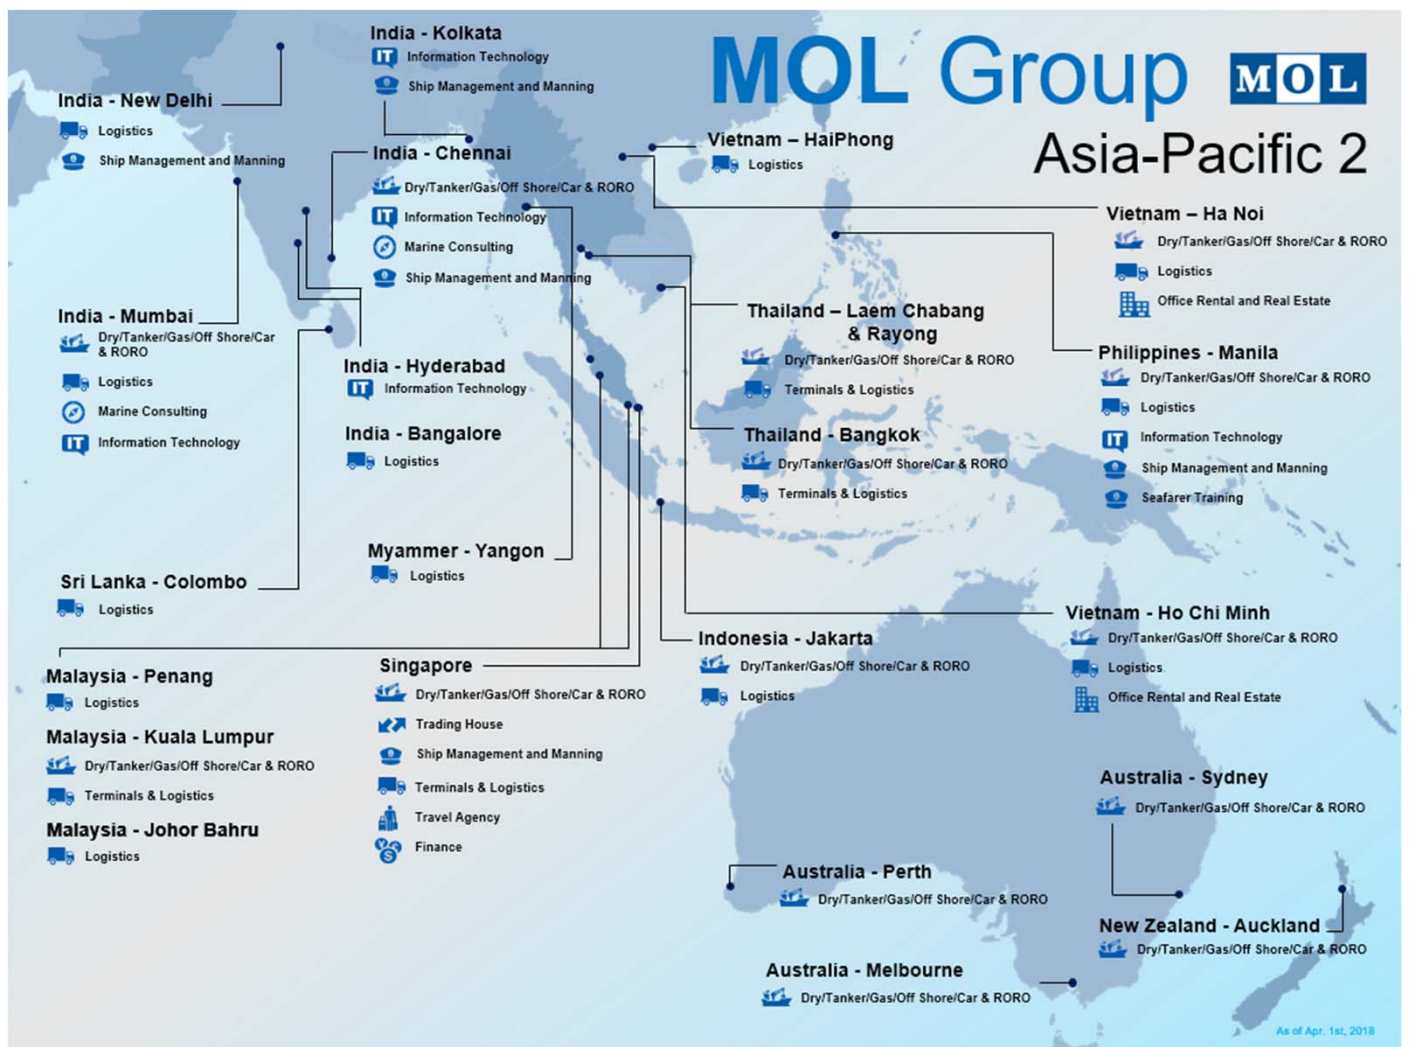 MOL Group
MOL
Asia-Pacific 2
India - Kolkata
IT Information Technology
Ship Management and Manning
India - New Delhi
Logistics
Ship Management and Manning
India - Chennai
Dry/Tanker/Gas/Off Shore/Car & RORO
IT Information Technology
Marine Consulting
Ship Management and Manning
Vietnam – HaiPhong
Logistics
Vietnam – Ha Noi
Dry/Tanker/Gas/Off Shore/Car & RORO
Logistics
Office Rental and Real Estate
India - Mumbai
Dry/Tanker/Gas/Off Shore/Car
& RORO
Logistics
Marine Consulting
IT Information Technology
India - Hyderabad
IT Information Technology
India - Bangalore
Logistics
Thailand – Laem Chabang
& Rayong
Dry/Tanker/Gas/Off Shore/Car & RORO
Terminals & Logistics
Thailand - Bangkok
Dry/Tanker/Gas/Off Shore/Car & RORO
Terminals & Logistics
Philippines - Manila
Dry/Tanker/Gas/Off Shore/Car & RORO
Logistics
IT Information Technology
Ship Management and Manning
Seafarer Training
Myammer - Yangon
Logistics
Sri Lanka - Colombo
Logistics
Malaysia - Penang
Logistics
Malaysia - Kuala Lumpur
Dry/Tanker/Gas/Off Shore/Car & RORO
Terminals & Logistics
Malaysia - Johor Bahru
Logistics
Singapore
Dry/Tanker/Gas/Off Shore/Car & RORO
Trading House
Ship Management and Manning
Terminals & Logistics
Travel Agency
Finance
Indonesia - Jakarta
Dry/Tanker/Gas/Off Shore/Car & RORO
Logistics
Vietnam - Ho Chi Minh
Dry/Tanker/Gas/Off Shore/Car & RORO
Logistics
Office Rental and Real Estate
Australia - Sydney
Dry/Tanker/Gas/Off Shore/Car & RORO
Australia - Perth
Dry/Tanker/Gas/Off Shore/Car & RORO
New Zealand - Auckland
Dry/Tanker/Gas/Off Shore/Car & RORO
Australia - Melbourne
Dry/Tanker/Gas/Off Shore/Car & RORO
As of Apr. 1st, 2018